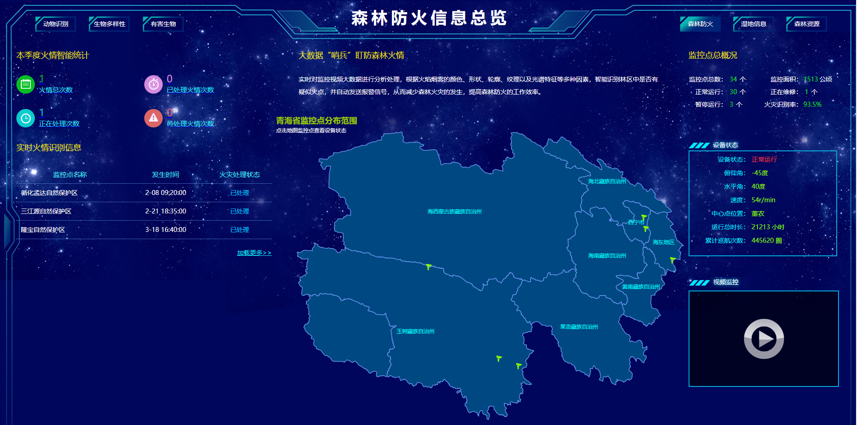 森林防火信息总览
动物识别
生物多样性
有害生物
森林防火
湿地信息
森林资源
本季度火情智能统计
1
火情总次数
0
已处理火情次数
1
正在处理次数
0
待处理火情次数
实时火情识别信息
监控点名称 发生时间 火灾处理状态
新化孟达自然保护区 2-08 09:20:00 已处理
三江源自然保护区 2-21 18:35:00 已处理
隆宝自然保护区 3-18 16:40:00 已处理
加载更多>>
大数据“哨兵”盯防森林火情
实时对监控视频大数据进行分析处理，根据火焰烟雾的颜色、形状、轮廓、纹理以及光谱特征等多种因素，智能识别林区中是否有
疑似火点，并自动发送报警信号，从而减少森林火灾的发生，提高森林防火的工作效率。
青海省监控点分布范围
点击地图监控点查看设备状态
海北藏族自治州
海西蒙古族藏族自治州
西宁市
海东地区
海南藏族自治州
黄南藏族自治州
果洛藏族自治州
玉树藏族自治州
监控点总概况
监控点总数： 34 个 监控面积： 1513 公顷
正常运行： 30 个 正在维修： 1 个
暂停运行： 3 个 火灾识别率： 93.5%
设备状态
设备状态： 正常运行
俯仰角： -45度
水平角： 40度
速度： 54r/min
中心点位置：
运行总时长： 21213 小时
累计巡航次数： 445620 圈
视频监控